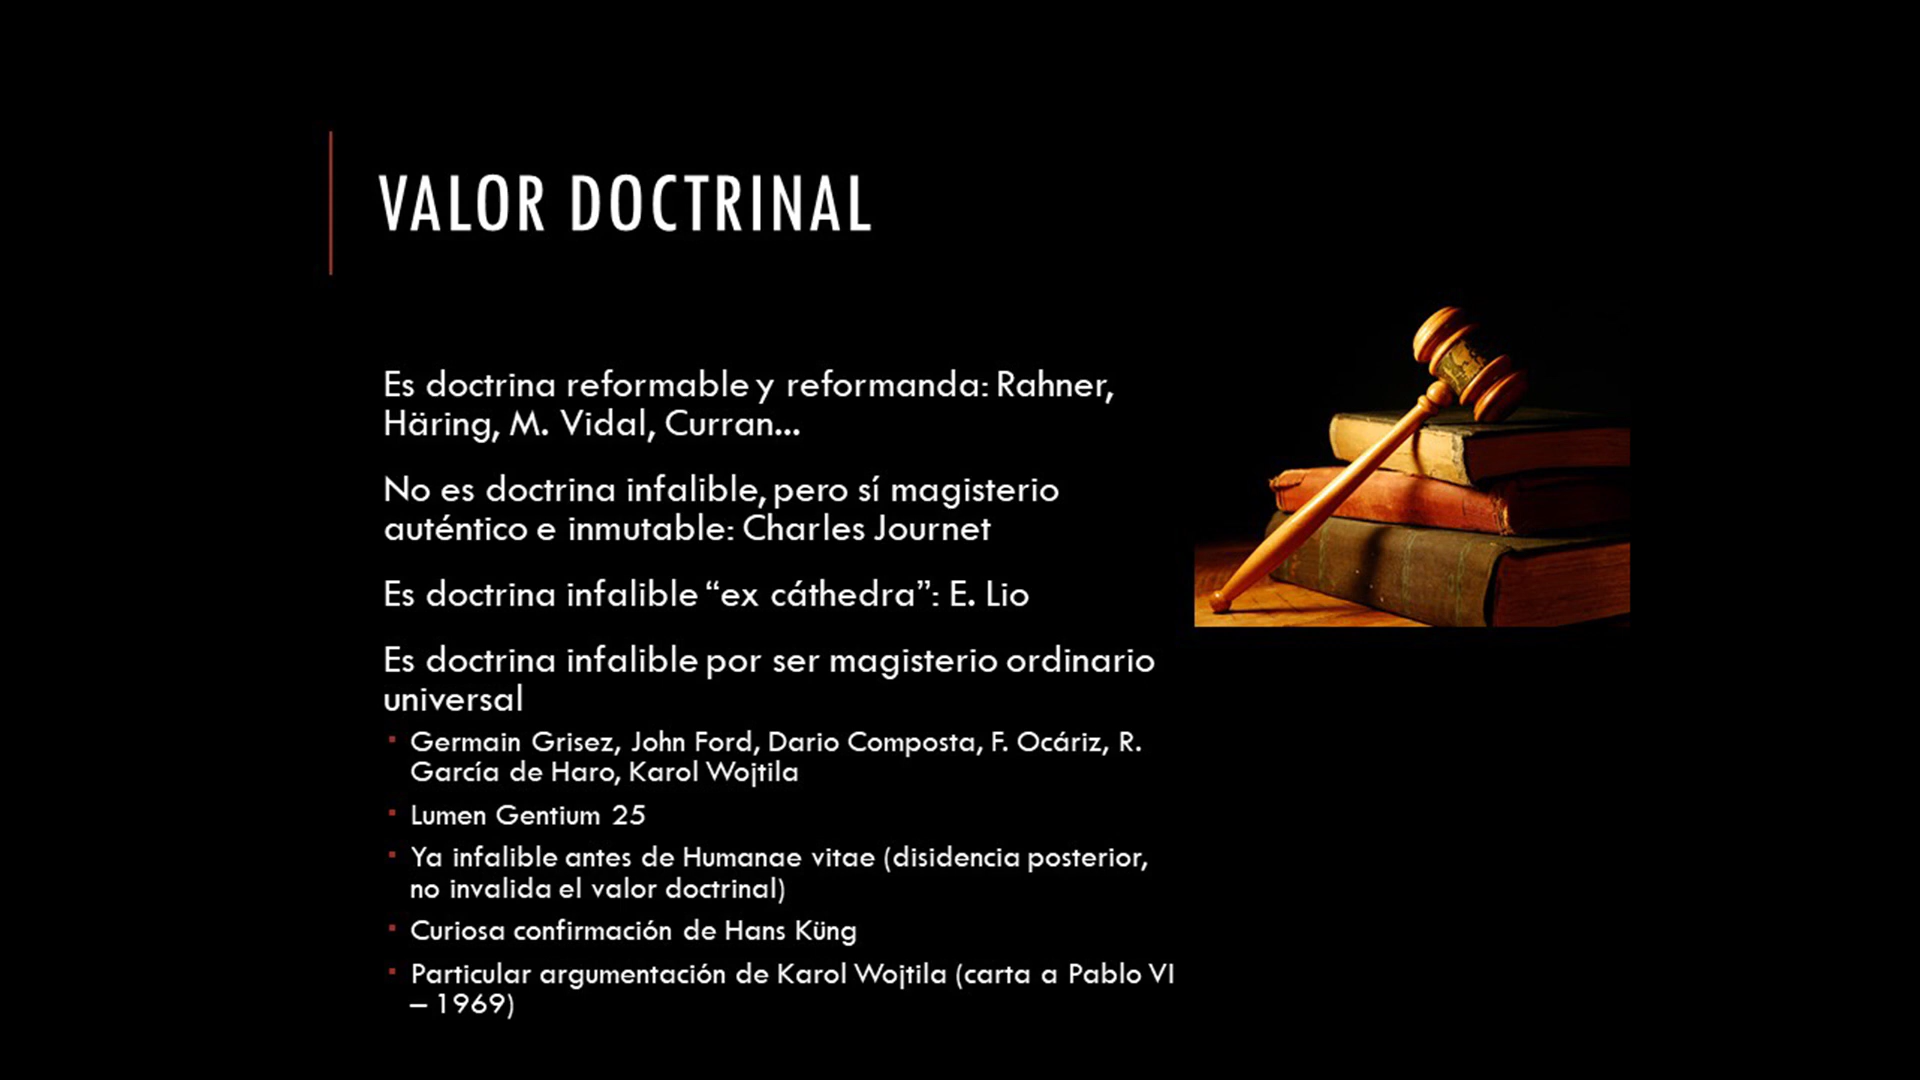 VALOR DOCTRINAL
Es doctrina reformable y reformanda: Rahner,
Häring, M. Vidal, Curran...
No es doctrina infalible, pero sí magisterio
auténtico e inmutable: Charles Journet
Es doctrina infalible “ex cáthedra”: E. Lio
Es doctrina infalible por ser magisterio ordinario
universal
▪ Germain Grisez, John Ford, Dario Composta, F. Ocáriz, R.
García de Haro, Karol Wojtila
▪ Lumen Gentium 25
▪ Ya infalible antes de Humanae vitae (disidencia posterior,
no invalida el valor doctrinal)
▪ Curiosa confirmación de Hans Küng
▪ Particular argumentación de Karol Wojtila (carta a Pablo VI
– 1969)